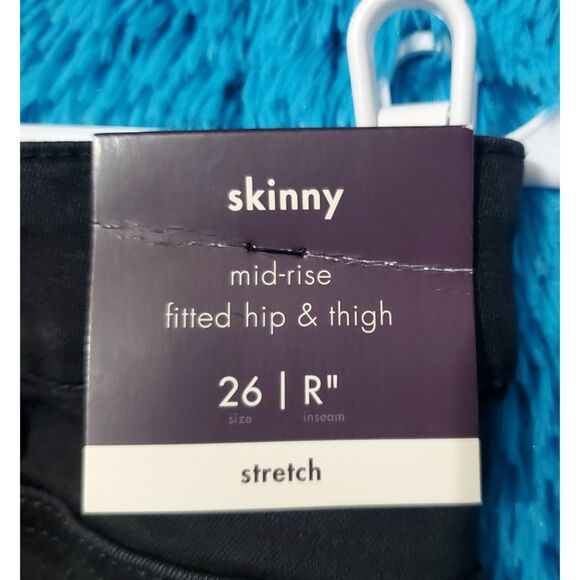 skinny
mid-rise
fitted hip & thigh
26 | R"
size inseam
stretch